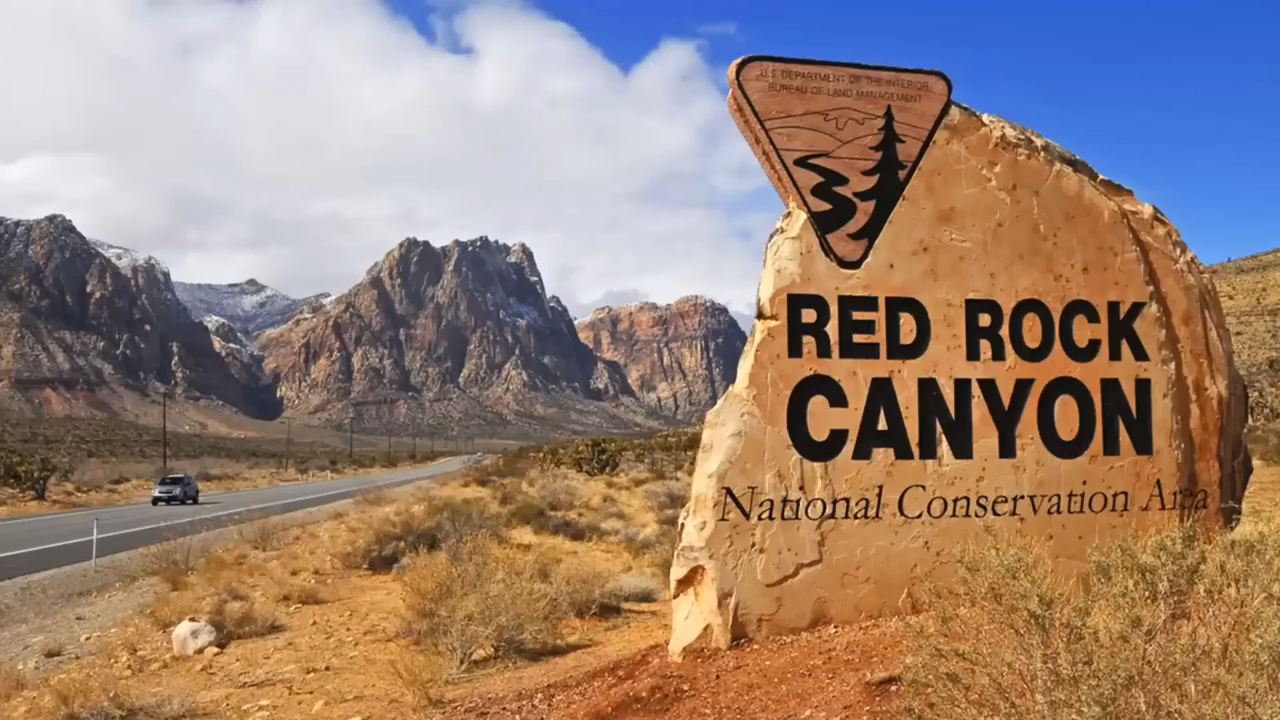 U.S. DEPARTMENT OF THE INTERIOR
BUREAU OF LAND MANAGEMENT
RED ROCK
CANYON
National Conservation Area